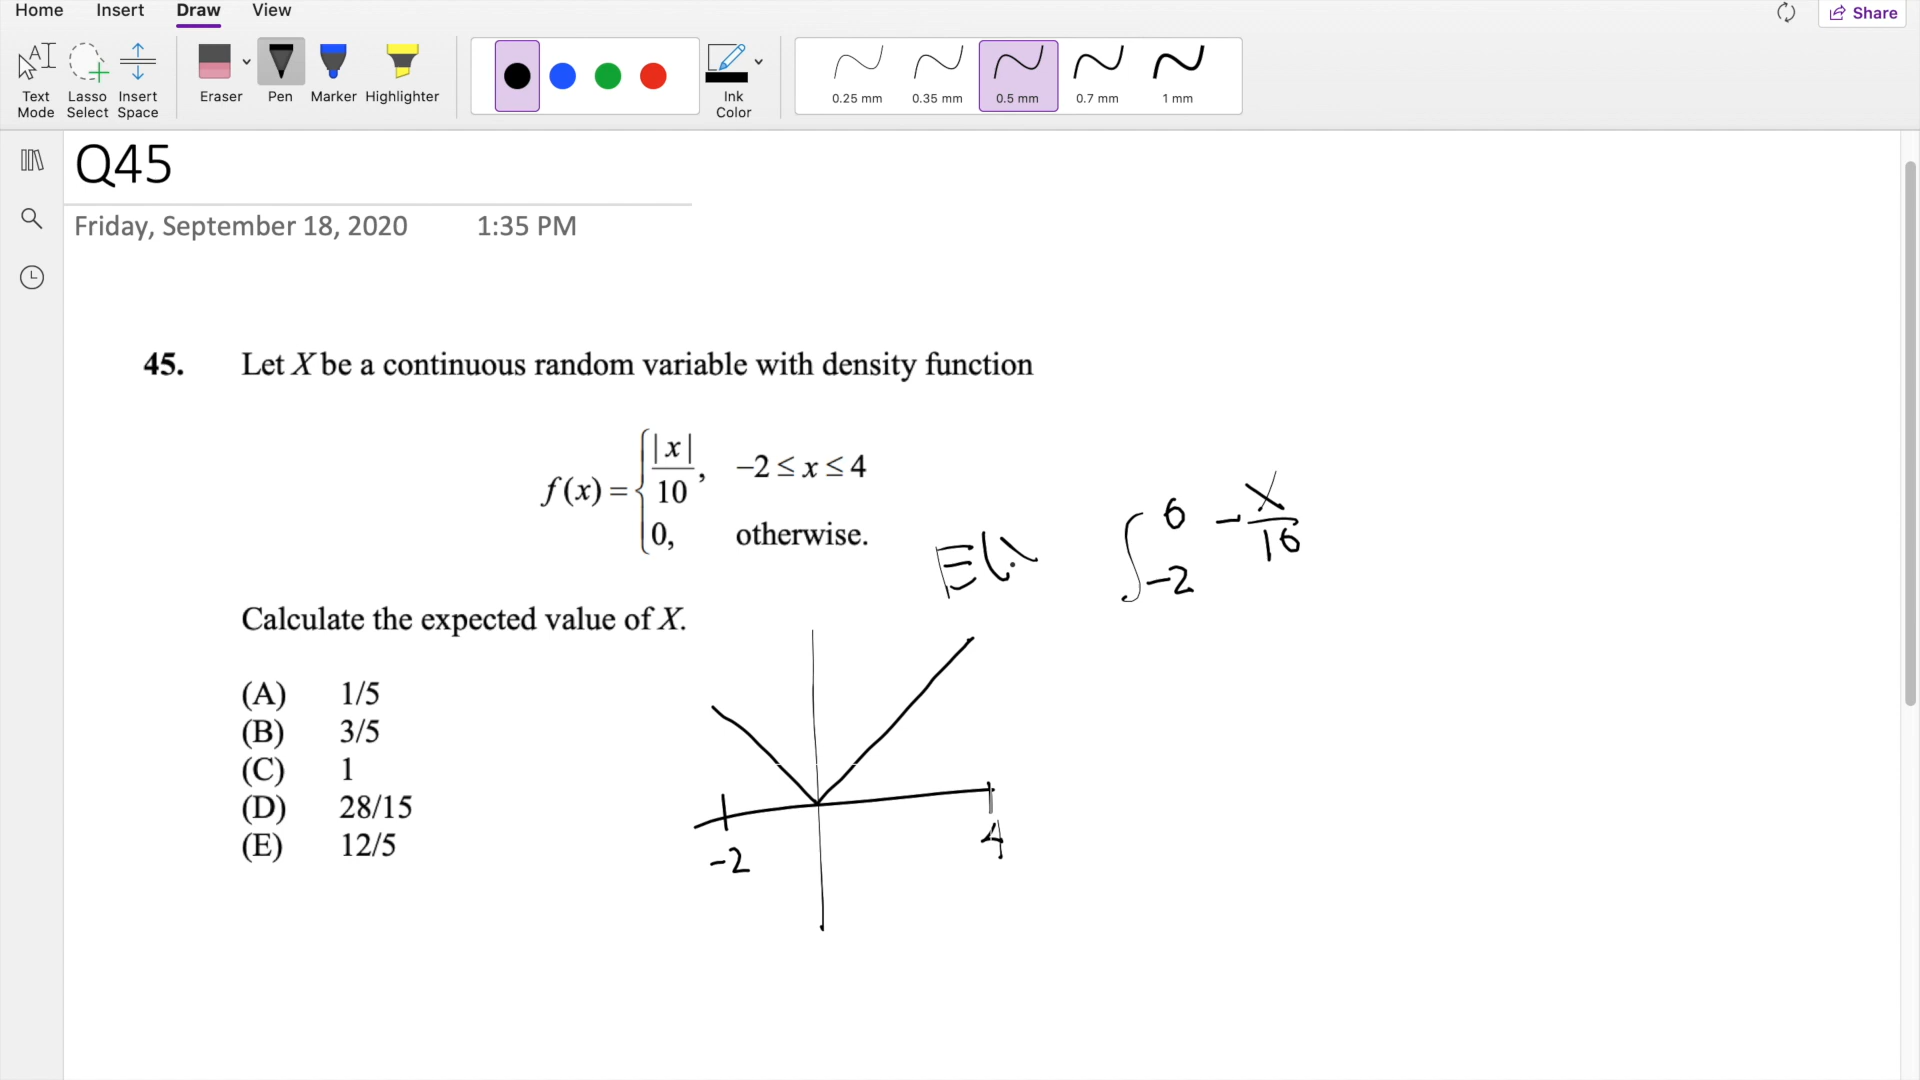 Home Insert Draw View
Share
Text Mode
Lasso Select
Insert Space
Eraser
Pen
Marker
Highlighter
Ink Color
0.25 mm
0.35 mm
0.5 mm
0.7 mm
1 mm
Q45
Friday, September 18, 2020 1:35 PM
45. Let X be a continuous random variable with density function
f(x) = { |x|/10, −2 ≤ x ≤ 4
0, otherwise.
∫ -2 0 -x/10
Calculate the expected value of X.
(A) 1/5
(B) 3/5
(C) 1
(D) 28/15
(E) 12/5
-2
4